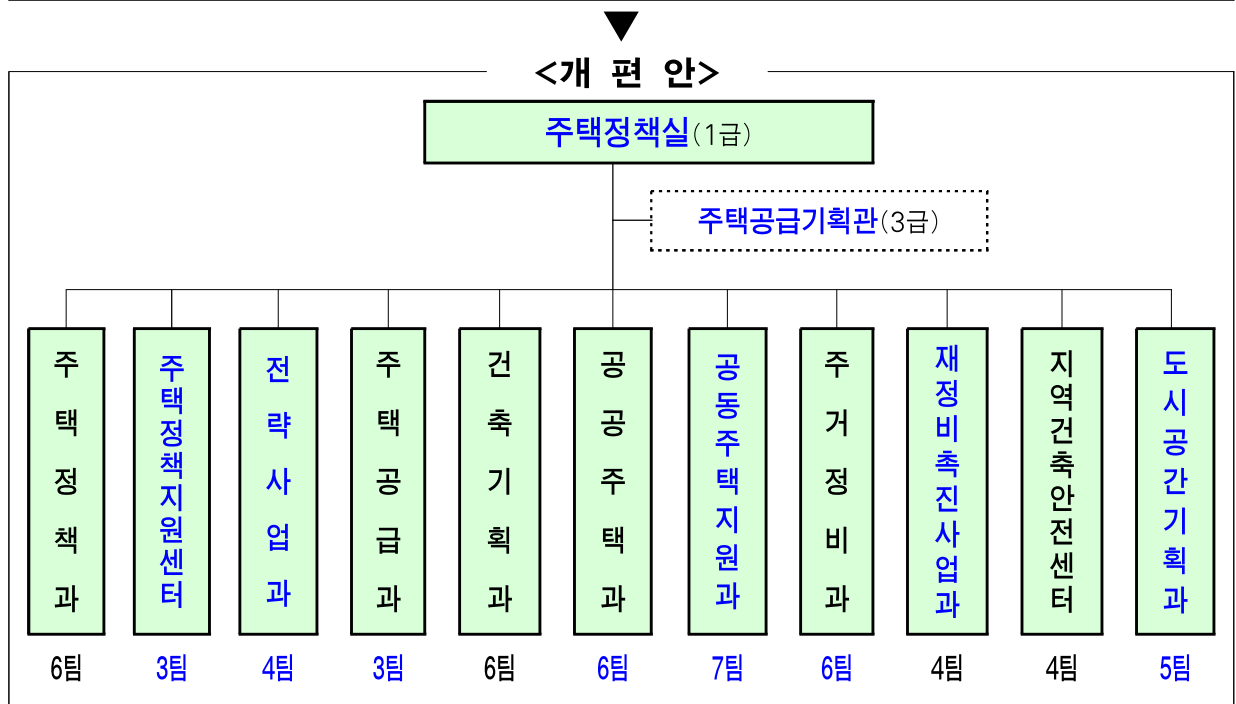 <개 편 안>
주택정책실(1급)
주택공급기획관(3급)
주택정책과
주택정책지원센터
전략사업과
주택공급과
건축기획과
공공주택과
공동주택지원과
주거정비과
재정비촉진사업과
지역건축안전센터
도시공간기획과
6팀 3팀 4팀 3팀 6팀 6팀 7팀 6팀 4팀 4팀 5팀